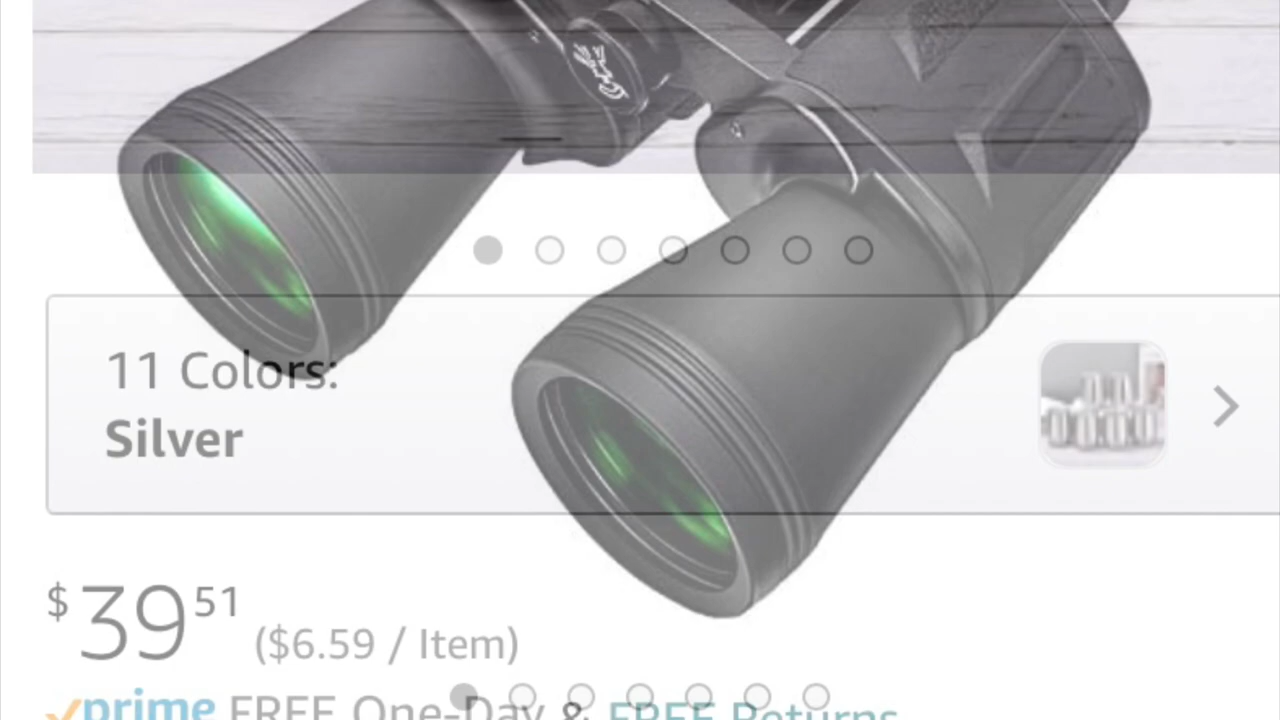 11 Colors:
Silver
$39 51 ($6.59 / Item)
prime FREE One-Day & FREE Returns